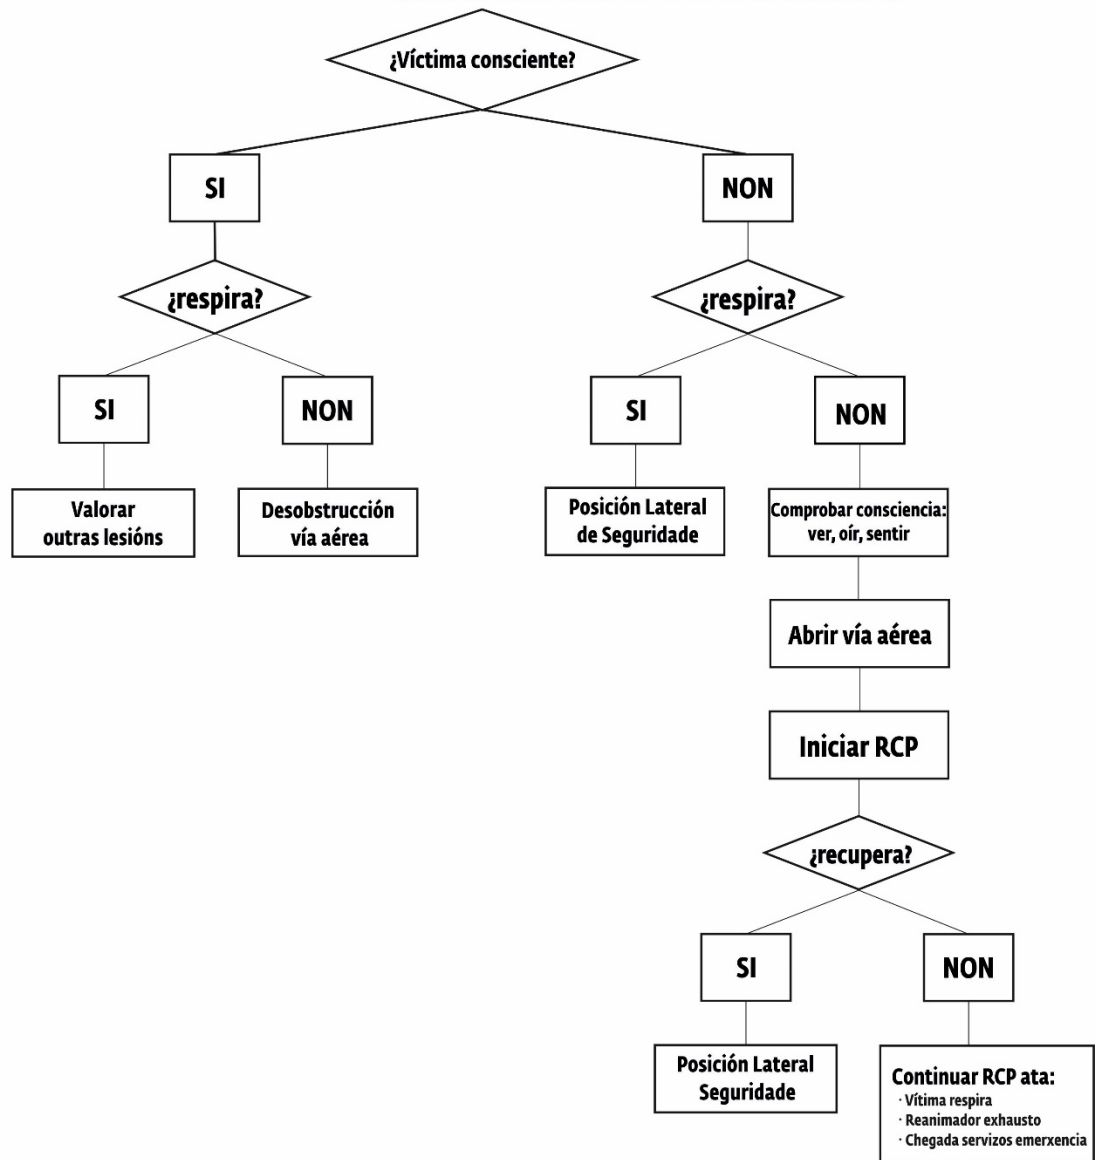 ¿Víctima consciente?
SI
NON
¿respira?
¿respira?
SI
NON
SI
NON
Valorar
outras lesións
Desobstrucción
vía aérea
Posición Lateral
de Seguridade
Comprobar consciencia:
ver, oír, sentir
Abrir vía aérea
Iniciar RCP
¿recupera?
SI
NON
Posición Lateral
Seguridade
Continuar RCP ata:
· Vítima respira
· Reanimador exhausto
· Chegada servizos emerxencia